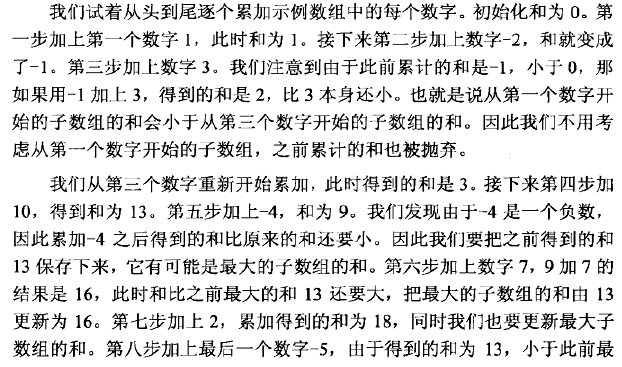 我们试着从头到尾逐个累加示例数组中的每个数字。初始化和为 0。第
一步加上第一个数字 1，此时和为 1。接下来第二步加上数字-2，和就变成
了-1。第三步加上数字 3。我们注意到由于此前累计的和是-1，小于 0，那
如果用-1 加上 3，得到的和是 2，比 3 本身还小。也就是说从第一个数字开
始的子数组的和会小于从第三个数字开始的子数组的和。因此我们不用考
虑从第一个数字开始的子数组，之前累计的和也被抛弃。
我们从第三个数字重新开始累加，此时得到的和是 3。接下来第四步加
10，得到和为 13。第五步加上-4，和为 9。我们发现由于-4 是一个负数，
因此累加-4 之后得到的和比原来的和还要小。因此我们要把之前得到的和
13 保存下来，它有可能是最大的子数组的和。第六步加上数字 7，9 加 7 的
结果是 16，此时和比之前最大的和 13 还要大，把最大的子数组的和由 13
更新为 16。第七步加上 2，累加得到的和为 18，同时我们也要更新最大子
数组的和。第八步加上最后一个数字-5，由于得到的和为 13，小于此前最